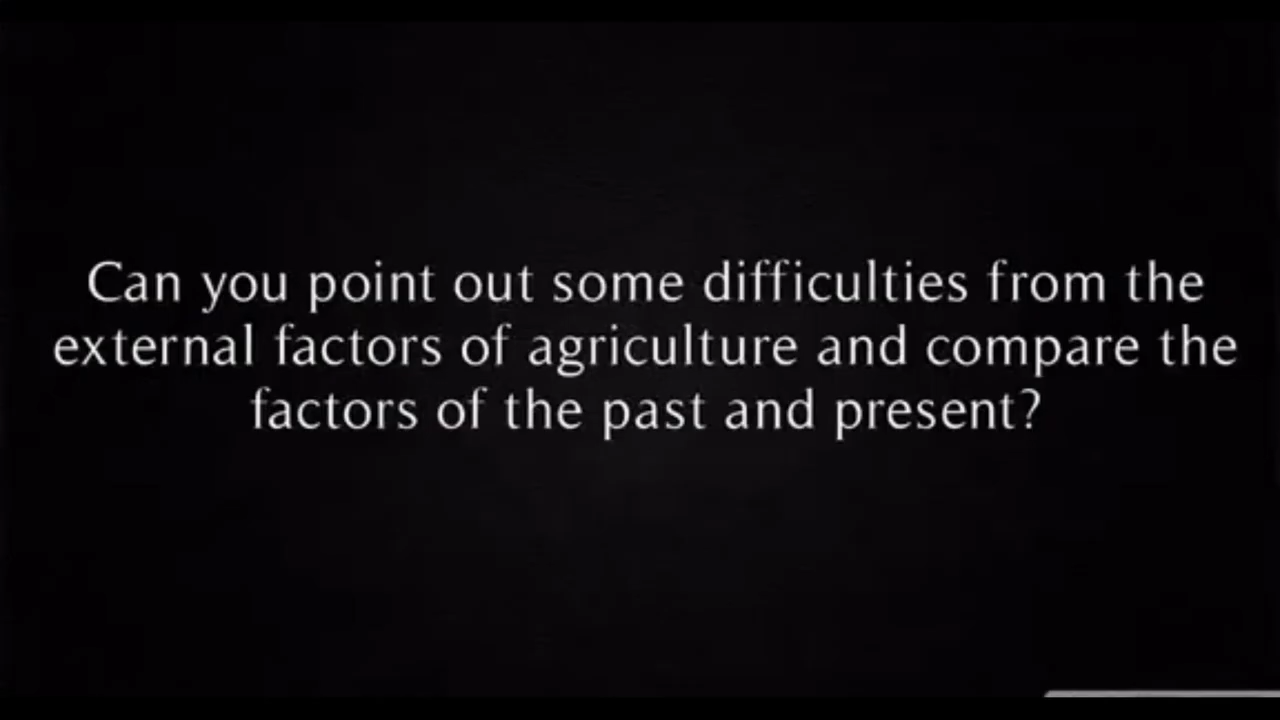 Can you point out some difficulties from the
external factors of agriculture and compare the
factors of the past and present?